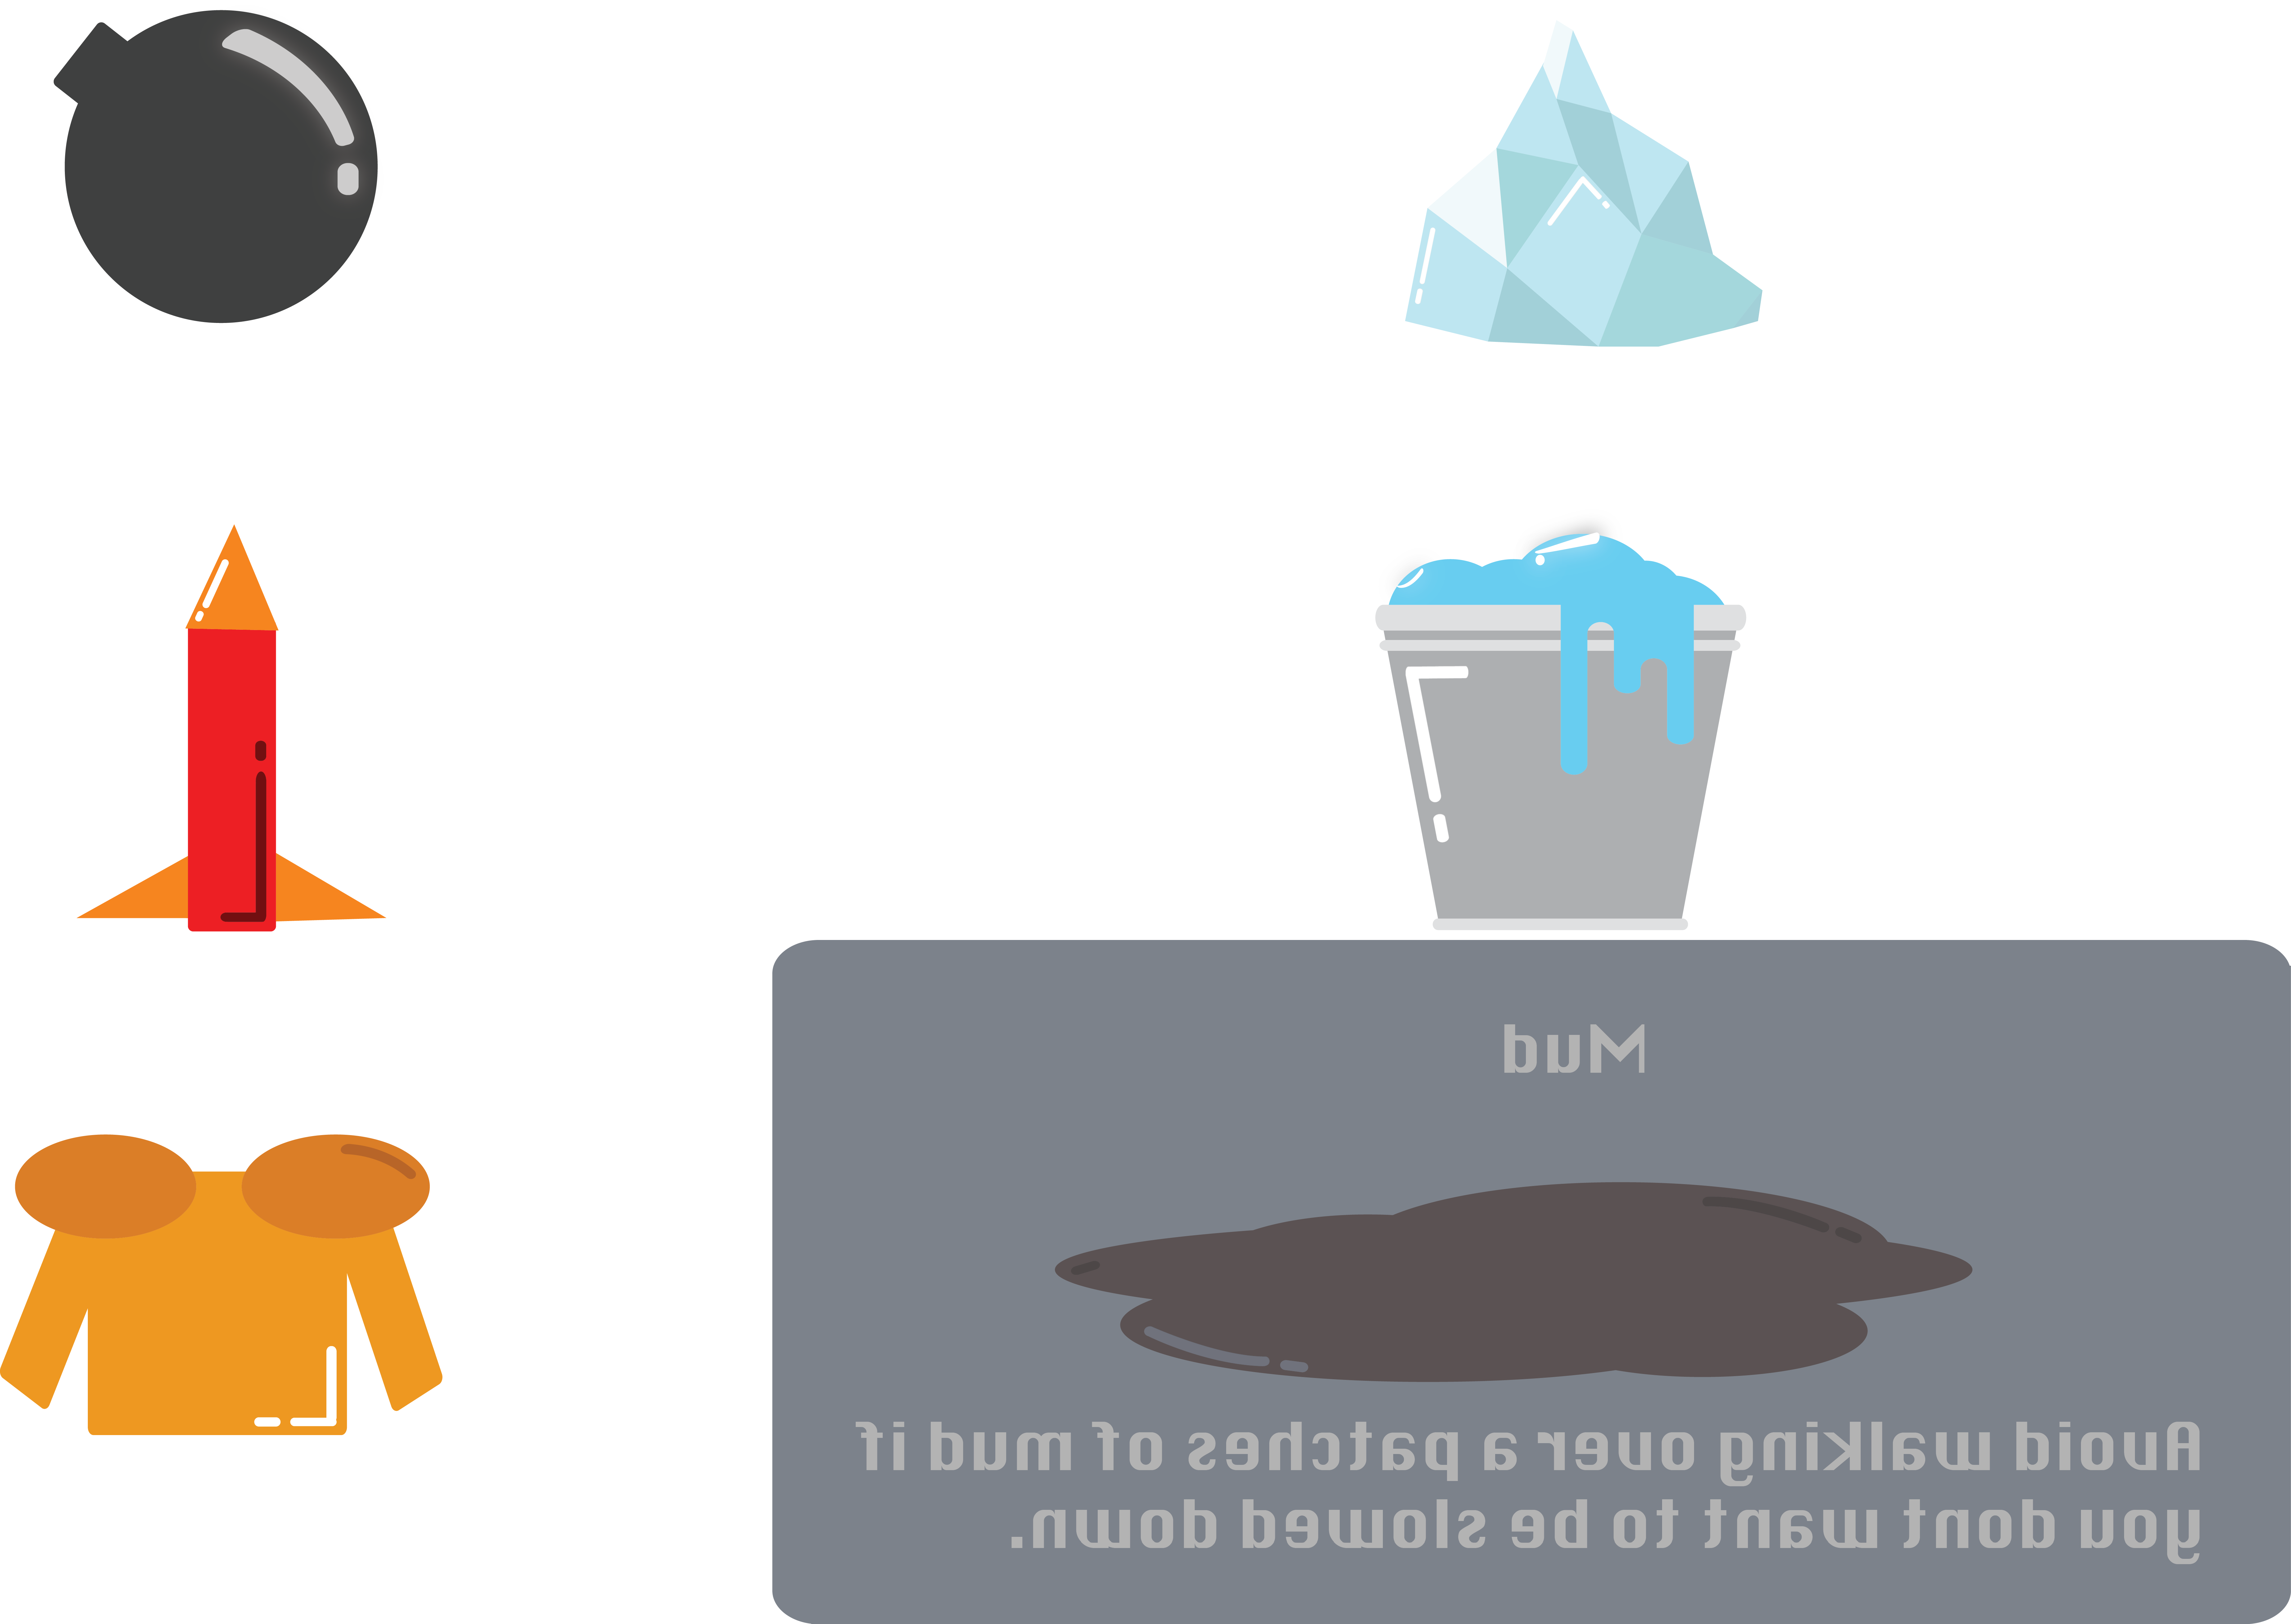 Mud
Avoid walking over a patches of mud if
you dont want to be slowed down.